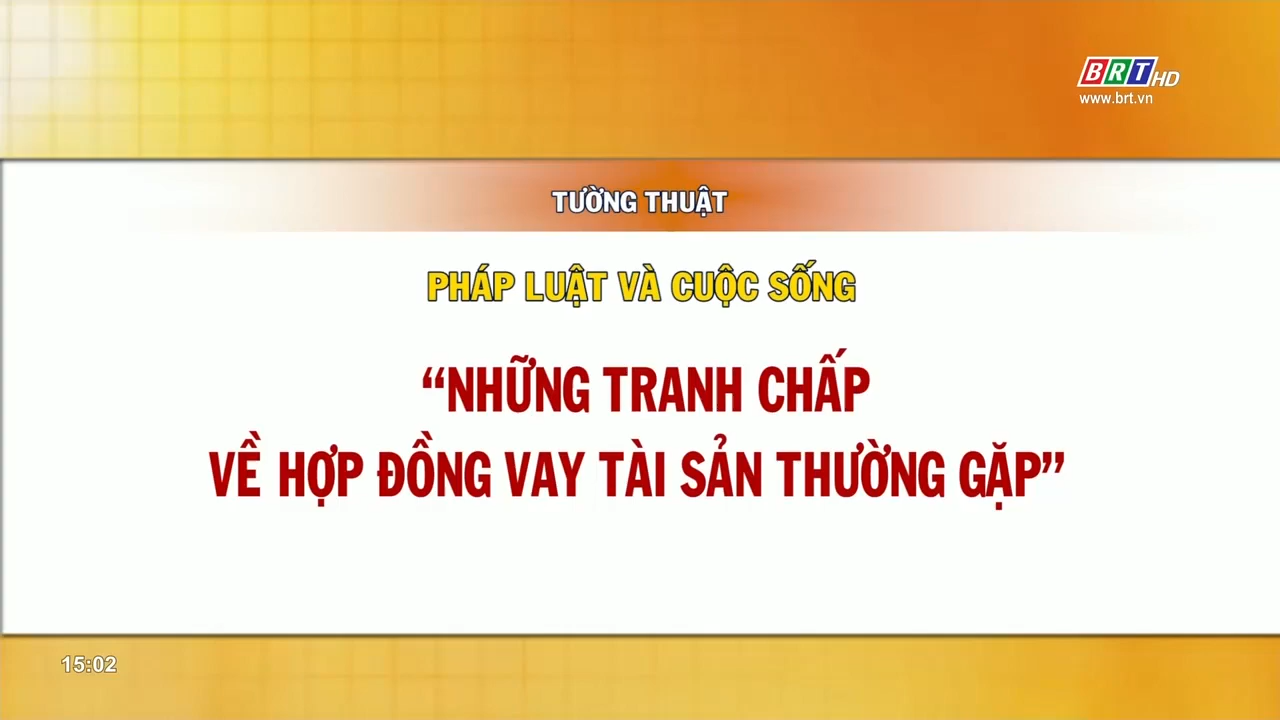 BRT HD
www.brt.vn
TƯỜNG THUẬT
PHÁP LUẬT VÀ CUỘC SỐNG
“NHỮNG TRANH CHẤP
VỀ HỢP ĐỒNG VAY TÀI SẢN THƯỜNG GẶP”
15:02